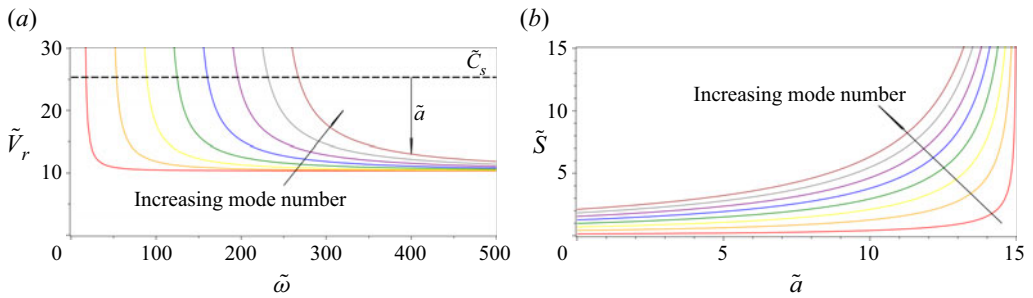 (a)
30
20
10
0
100
200
300
400
500
Ṽr
ω̃
C̃s
ã
Increasing mode number
(b)
15
10
5
0
5
10
15
S̃
ã
Increasing mode number